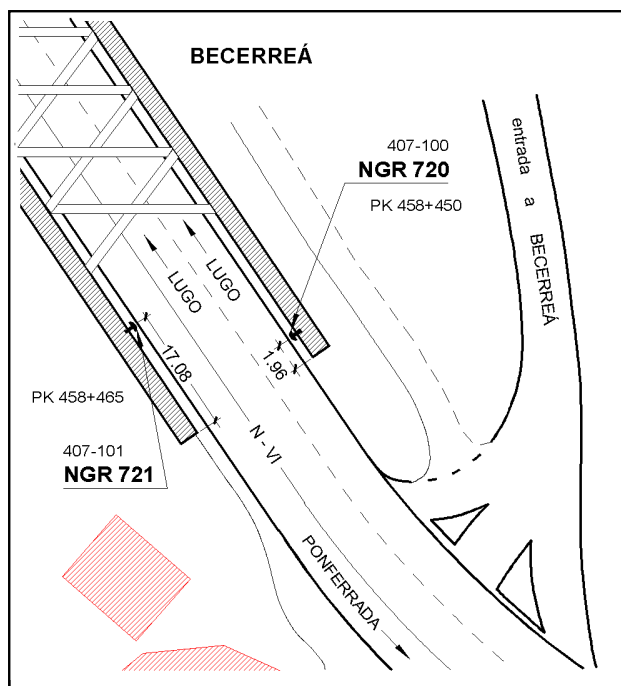 BECERREÁ
407-100
NGR 720
PK 458+450
entrada a BECERREÁ
LUGO
LUGO
1.96
17.08
PK 458+465
407-101
NGR 721
N - VI
PONFERRADA